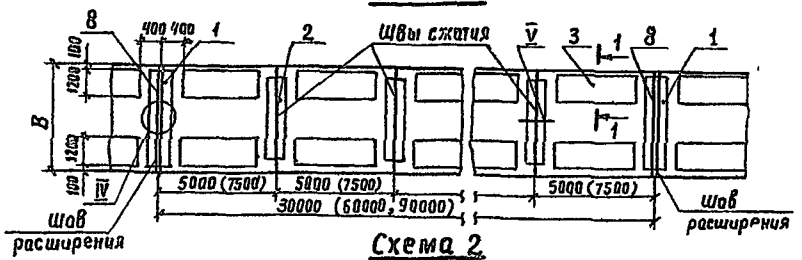 8
400 400
1
2
Швы сжатия
V
3
1
8
1
100
1200
В
1200
100
1
IV
5000 (7500)
5000 (7500)
5000 (7500)
30000 (60000, 90000)
Шов
расширения
Шов
расширения
Схема 2